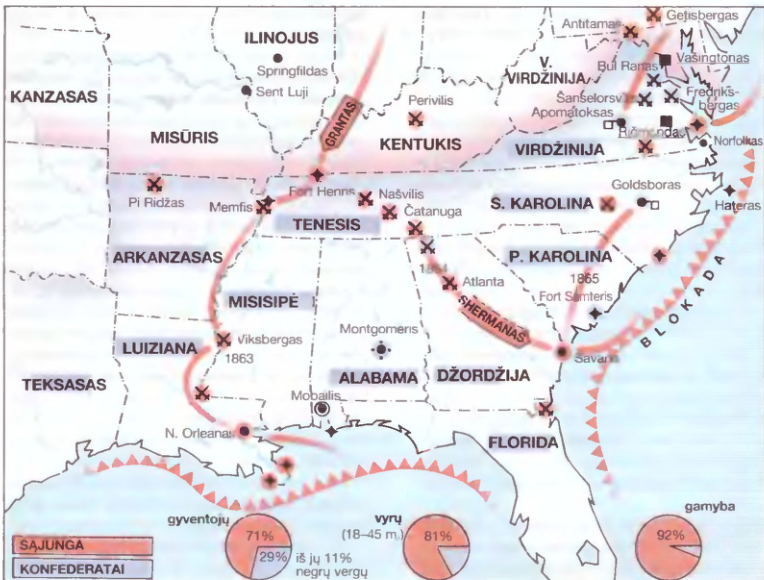 Getisbergas
Antitamas
ILINOJUS
V.
VIRDŽINIJA
Bul Ranas
Vašingtonas
Springfildas
Sent Luji
KANZASAS
Perivilis
Fredriks-
bergas
Šanselorsvilis
Apomatoksas
GRANTAS
MISŪRIS
KENTUKIS
Ričmondas
VIRDŽINIJA
Norfolkas
Fort Henris
Pi Ridžas
Memfis
Našvilis
Goldsboras
S. KAROLINA
Hateras
TENESIS
Čatanuga
ARKANZASAS
P. KAROLINA
1864
1865
Atlanta
MISISIPĖ
Fort Samteris
SHERMANAS
BLOKADA
Viksbergas
LUIZIANA
1863
Montgomeris
Savana
TEKSASAS
ALABAMA
DŽORDŽIJA
Mobailis
N. Orleanas
FLORIDA
gyventojų
71%
29%
iš jų 11%
negrų vergų
vyrų
(18–45 m.)
81%
gamyba
92%
SĄJUNGA
KONFEDERATAI